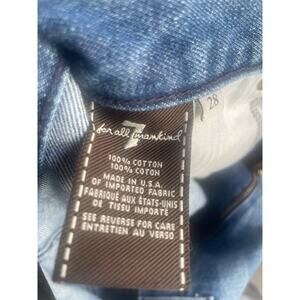 7
for all mankind
28
100% COTTON
100% COTON
MADE IN U.S.A.
OF IMPORTED FABRIC
FABRIQUÉ AUX ÉTATS-UNIS
DE TISSU IMPORTÉ
SEE REVERSE FOR CARE
ENTRETIEN AU VERSO